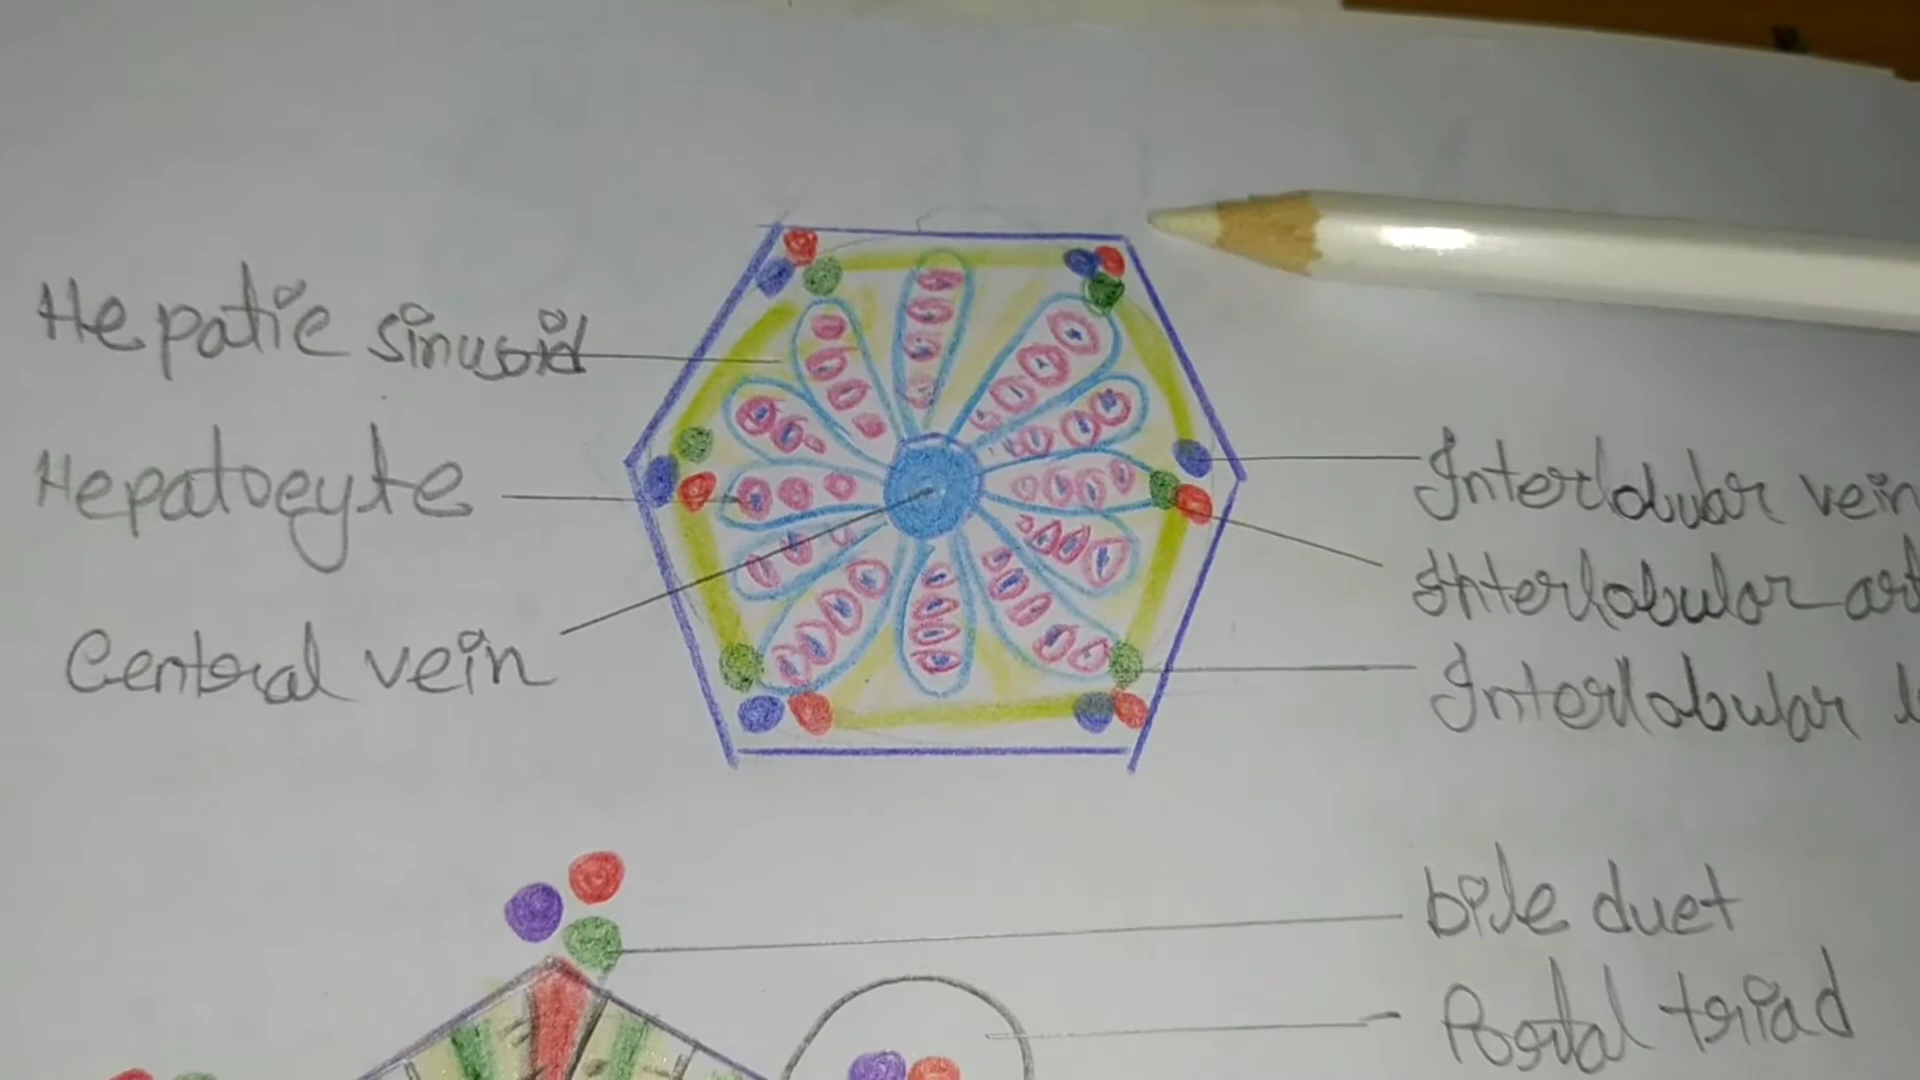 Hepatic sinusoid
Hepatocyte
Central vein
Interlobular vein
Interlobular
Interlobular
bile duct
Portal triad